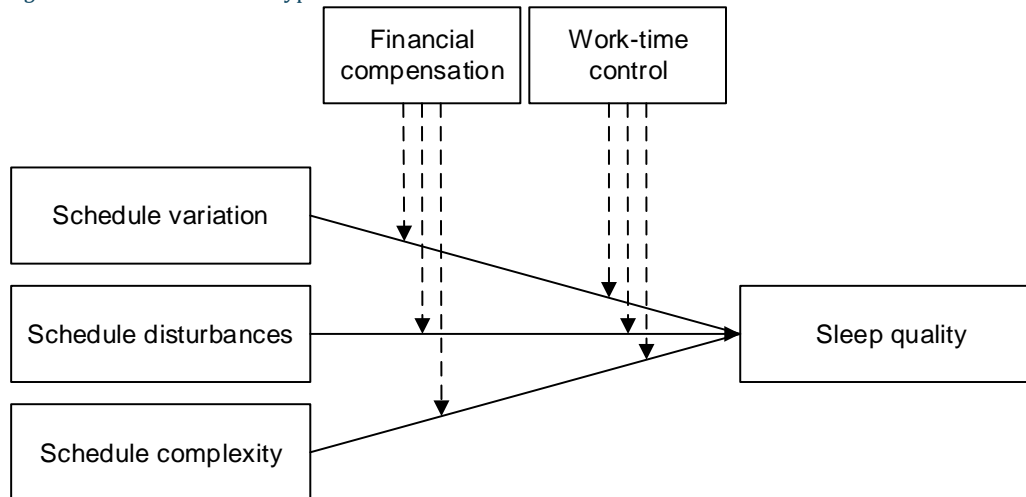 Financial
compensation
Work-time
control
Schedule variation
Schedule disturbances
Sleep quality
Schedule complexity